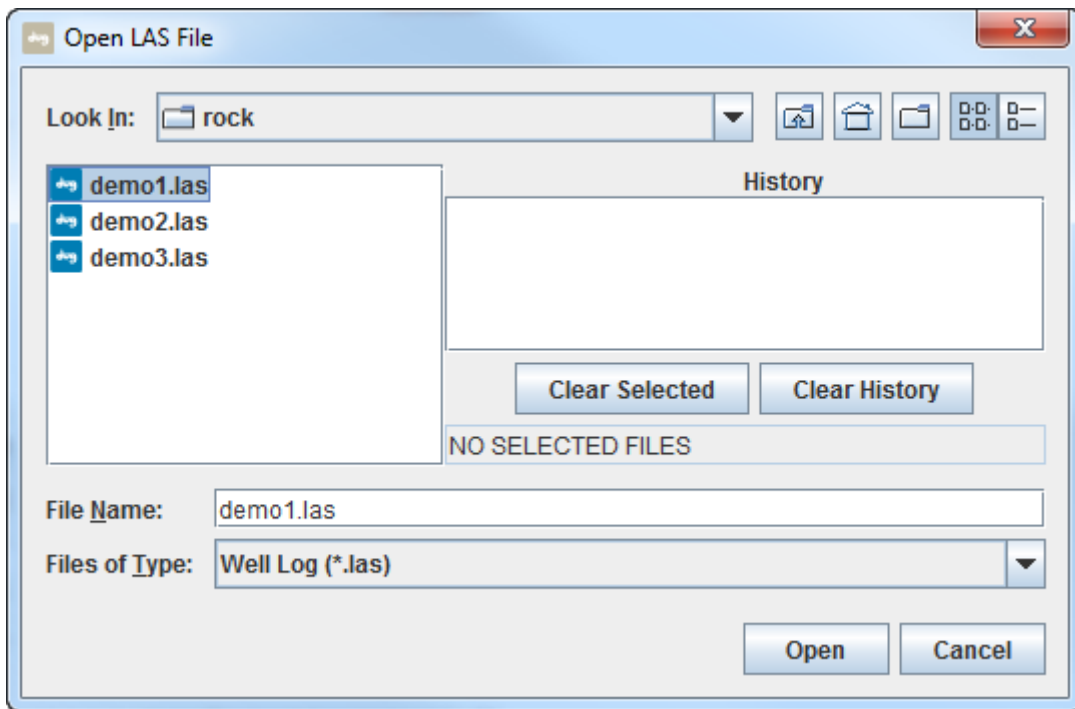 Open LAS File
Look In: rock
demo1.las
demo2.las
demo3.las
History
Clear Selected Clear History
NO SELECTED FILES
File Name: demo1.las
Files of Type: Well Log (*.las)
Open Cancel